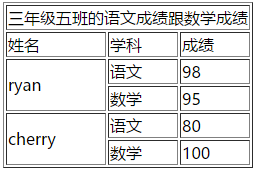 三年级五班的语文成绩跟数学成绩
姓名 学科 成绩
ryan 语文 98
数学 95
cherry 语文 80
数学 100